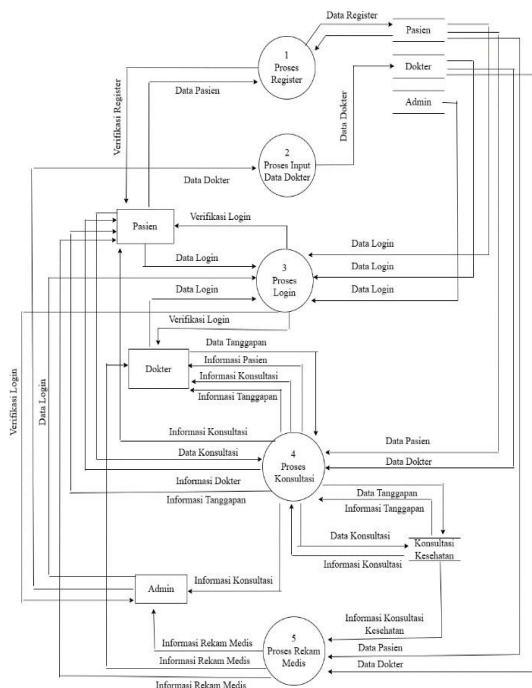 Data Register
Pasien
1
Proses
Register
Dokter
Data Pasien
Admin
Verifikasi Register
Data Dokter
2
Proses Input
Data Dokter
Data Dokter
Pasien
Verifikasi Login
Data Login
Data Login
3
Proses
Login
Data Login
Data Login
Data Login
Verifikasi Login
Verifikasi Login
Data Login
Data Tanggapan
Dokter
Informasi Pasien
Informasi Konsultasi
Informasi Tanggapan
Informasi Konsultasi
Data Konsultasi
4
Proses
Konsultasi
Data Pasien
Data Dokter
Informasi Dokter
Informasi Tanggapan
Data Tanggapan
Informasi Tanggapan
Data Konsultasi
Konsultasi
Kesehatan
Informasi Konsultasi
Admin
Informasi Konsultasi
Informasi Konsultasi
Kesehatan
Informasi Rekam Medis
5
Proses Rekam
Medis
Informasi Rekam Medis
Data Pasien
Data Dokter
Informasi Rekam Medis